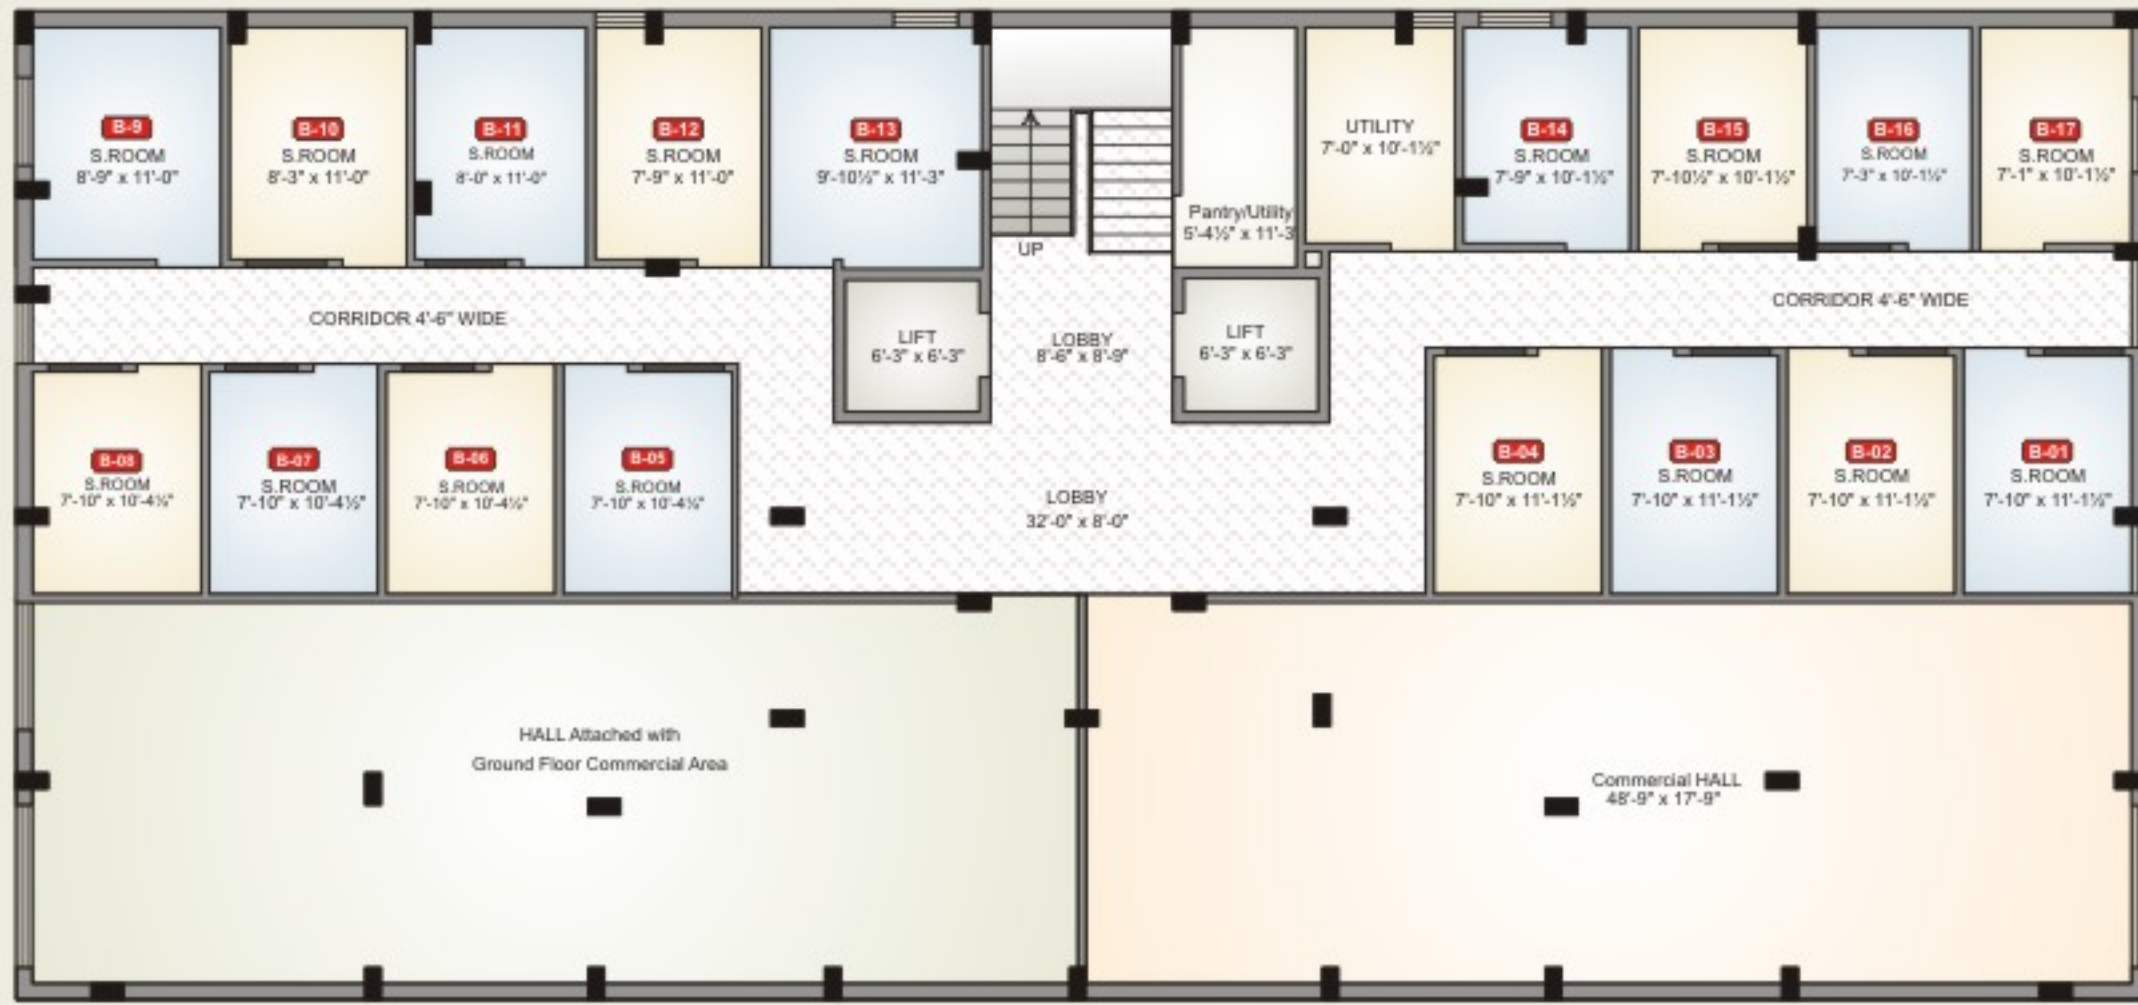 B-9
S.ROOM
8'-9" x 11'-0"
B-10
S.ROOM
8'-3" x 11'-0"
B-11
S.ROOM
8'-0" x 11'-0"
B-12
S.ROOM
7'-9" x 11'-0"
B-13
S.ROOM
9'-10½" x 11'-3"
UP
Pantry/Utility
5'-4½" x 11'-3
UTILITY
7'-0" x 10'-1½"
B-14
S.ROOM
7'-9" x 10'-1½"
B-15
S.ROOM
7'-10½" x 10'-1½"
B-16
S.ROOM
7'-3" x 10'-1½"
B-17
S.ROOM
7'-1" x 10'-1½"
CORRIDOR 4'-6" WIDE
LIFT
6'-3" x 6'-3"
LOBBY
8'-6" x 8'-9"
LIFT
6'-3" x 6'-3"
CORRIDOR 4'-6" WIDE
B-08
S.ROOM
7'-10" x 10'-4½"
B-07
S.ROOM
7'-10" x 10'-4½"
B-06
S.ROOM
7'-10" x 10'-4½"
B-05
S.ROOM
7'-10" x 10'-4½"
LOBBY
32'-0" x 8'-0"
B-04
S.ROOM
7'-10" x 11'-1½"
B-03
S.ROOM
7'-10" x 11'-1½"
B-02
S.ROOM
7'-10" x 11'-1½"
B-01
S.ROOM
7'-10" x 11'-1½"
HALL Attached with
Ground Floor Commercial Area
Commercial HALL
48'-9" x 17'-9"